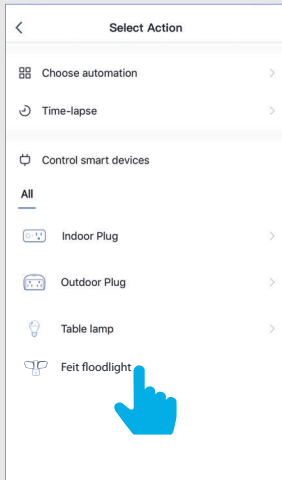 Select Action
Choose automation
Time-lapse
Control smart devices
All
Indoor Plug
Outdoor Plug
Table lamp
Feit floodlight